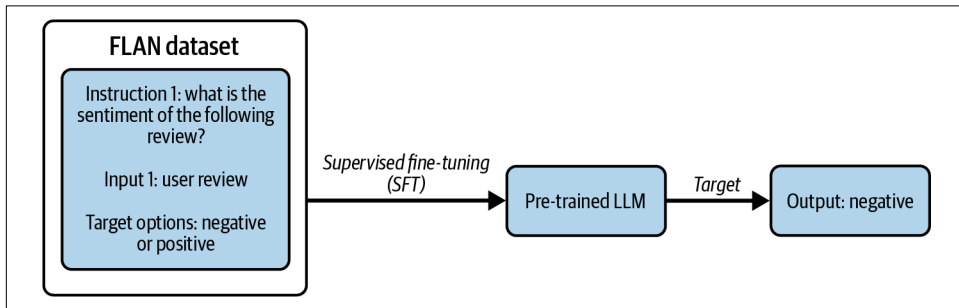 FLAN dataset
Instruction 1: what is the
sentiment of the following
review?
Input 1: user review
Target options: negative
or positive
Supervised fine-tuning
(SFT)
Pre-trained LLM
Target
Output: negative